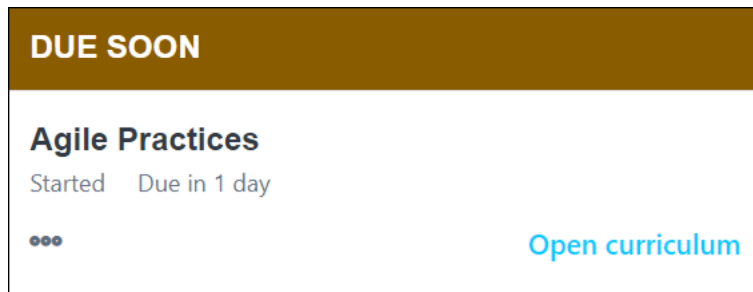 DUE SOON
Agile Practices
Started Due in 1 day
Open curriculum